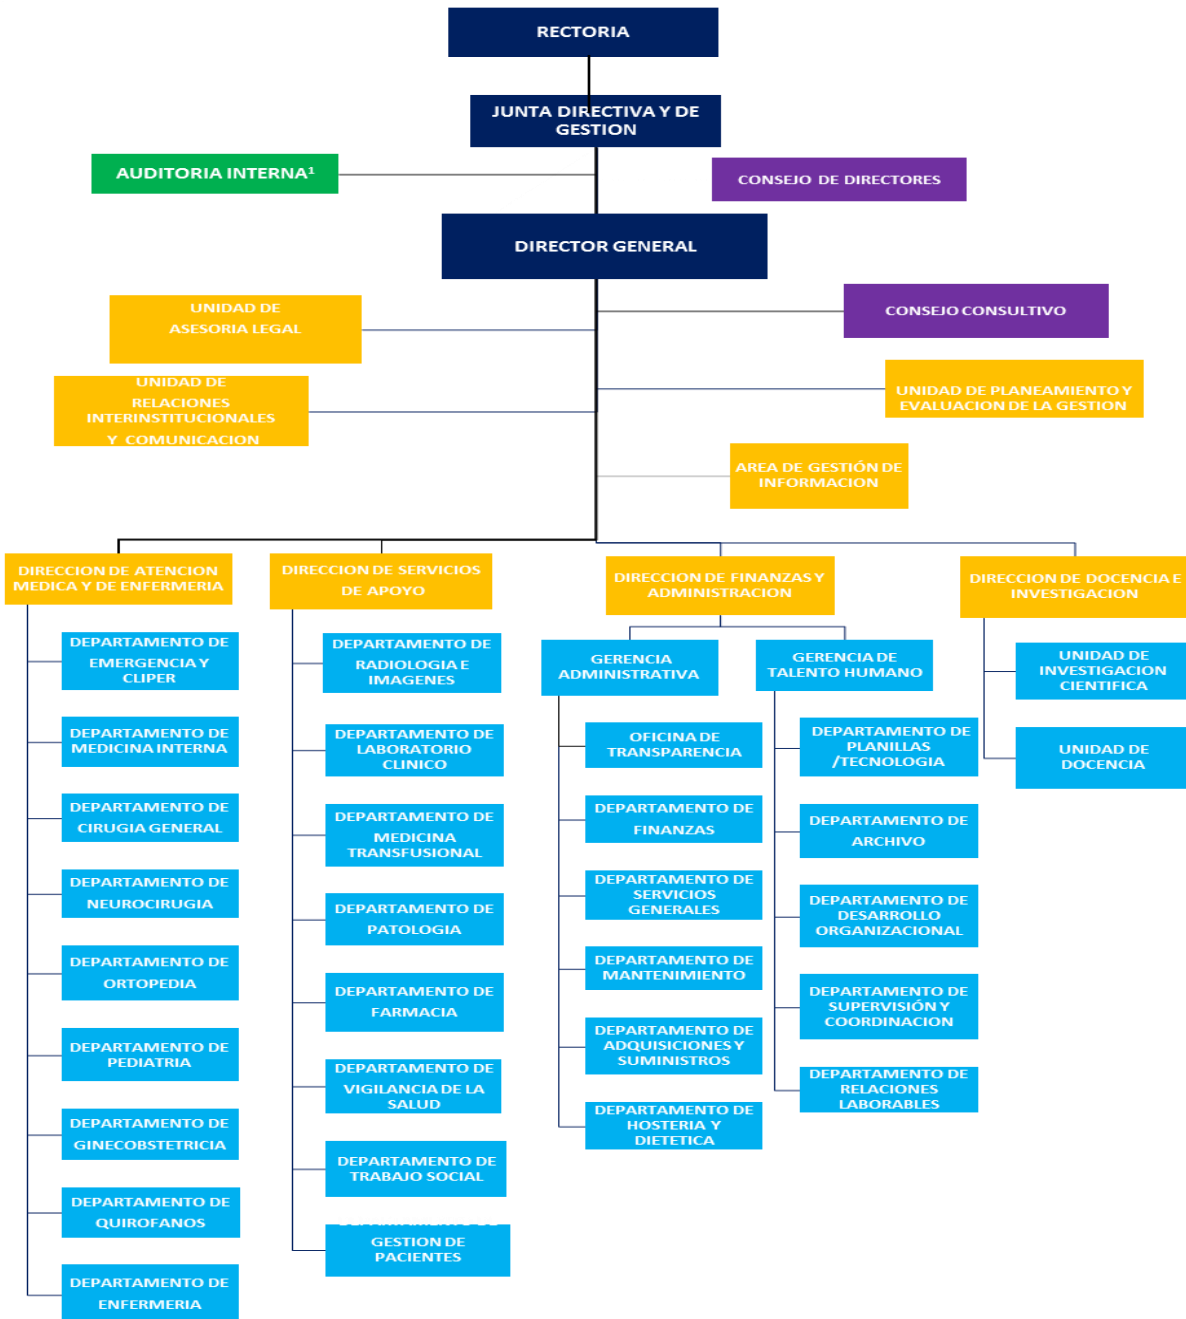 RECTORIA
JUNTA DIRECTIVA Y DE
GESTION
AUDITORIA INTERNA¹
CONSEJO DE DIRECTORES
DIRECTOR GENERAL
UNIDAD DE
ASESORIA LEGAL
CONSEJO CONSULTIVO
UNIDAD DE
RELACIONES
INTERINSTITUCIONALES
Y COMUNICACION
UNIDAD DE PLANEAMIENTO Y
EVALUACION DE LA GESTION
AREA DE GESTIÓN DE
INFORMACION
DIRECCION DE ATENCION
MEDICA Y DE ENFERMERIA
DEPARTAMENTO DE
EMERGENCIA Y
CLIPER
DEPARTAMENTO DE
MEDICINA INTERNA
DEPARTAMENTO DE
CIRUGIA GENERAL
DEPARTAMENTO DE
NEUROCIRUGIA
DEPARTAMENTO DE
ORTOPEDIA
DEPARTAMENTO DE
PEDIATRIA
DEPARTAMENTO DE
GINECOBSTETRICIA
DEPARTAMENTO DE
QUIROFANOS
DEPARTAMENTO DE
ENFERMERIA
DIRECCION DE SERVICIOS
DE APOYO
DEPARTAMENTO DE
RADIOLOGIA E
IMAGENES
DEPARTAMENTO DE
LABORATORIO
CLINICO
DEPARTAMENTO DE
MEDICINA
TRANSFUSIONAL
DEPARTAMENTO DE
PATOLOGIA
DEPARTAMENTO DE
FARMACIA
DEPARTAMENTO DE
VIGILANCIA DE LA
SALUD
DEPARTAMENTO DE
TRABAJO SOCIAL
GESTION DE
PACIENTES
DIRECCION DE FINANZAS Y
ADMINISTRACION
GERENCIA
ADMINISTRATIVA
OFICINA DE
TRANSPARENCIA
DEPARTAMENTO DE
FINANZAS
DEPARTAMENTO DE
SERVICIOS
GENERALES
DEPARTAMENTO DE
MANTENIMIENTO
DEPARTAMENTO DE
ADQUISICIONES Y
SUMINISTROS
DEPARTAMENTO DE
HOSTERIA Y
DIETETICA
GERENCIA DE
TALENTO HUMANO
DEPARTAMENTO DE
PLANILLAS
/TECNOLOGIA
DEPARTAMENTO DE
ARCHIVO
DEPARTAMENTO DE
DESARROLLO
ORGANIZACIONAL
DEPARTAMENTO DE
SUPERVISIÓN Y
COORDINACION
DEPARTAMENTO DE
RELACIONES
LABORABLES
DIRECCION DE DOCENCIA E
INVESTIGACION
UNIDAD DE
INVESTIGACION
CIENTIFICA
UNIDAD DE
DOCENCIA